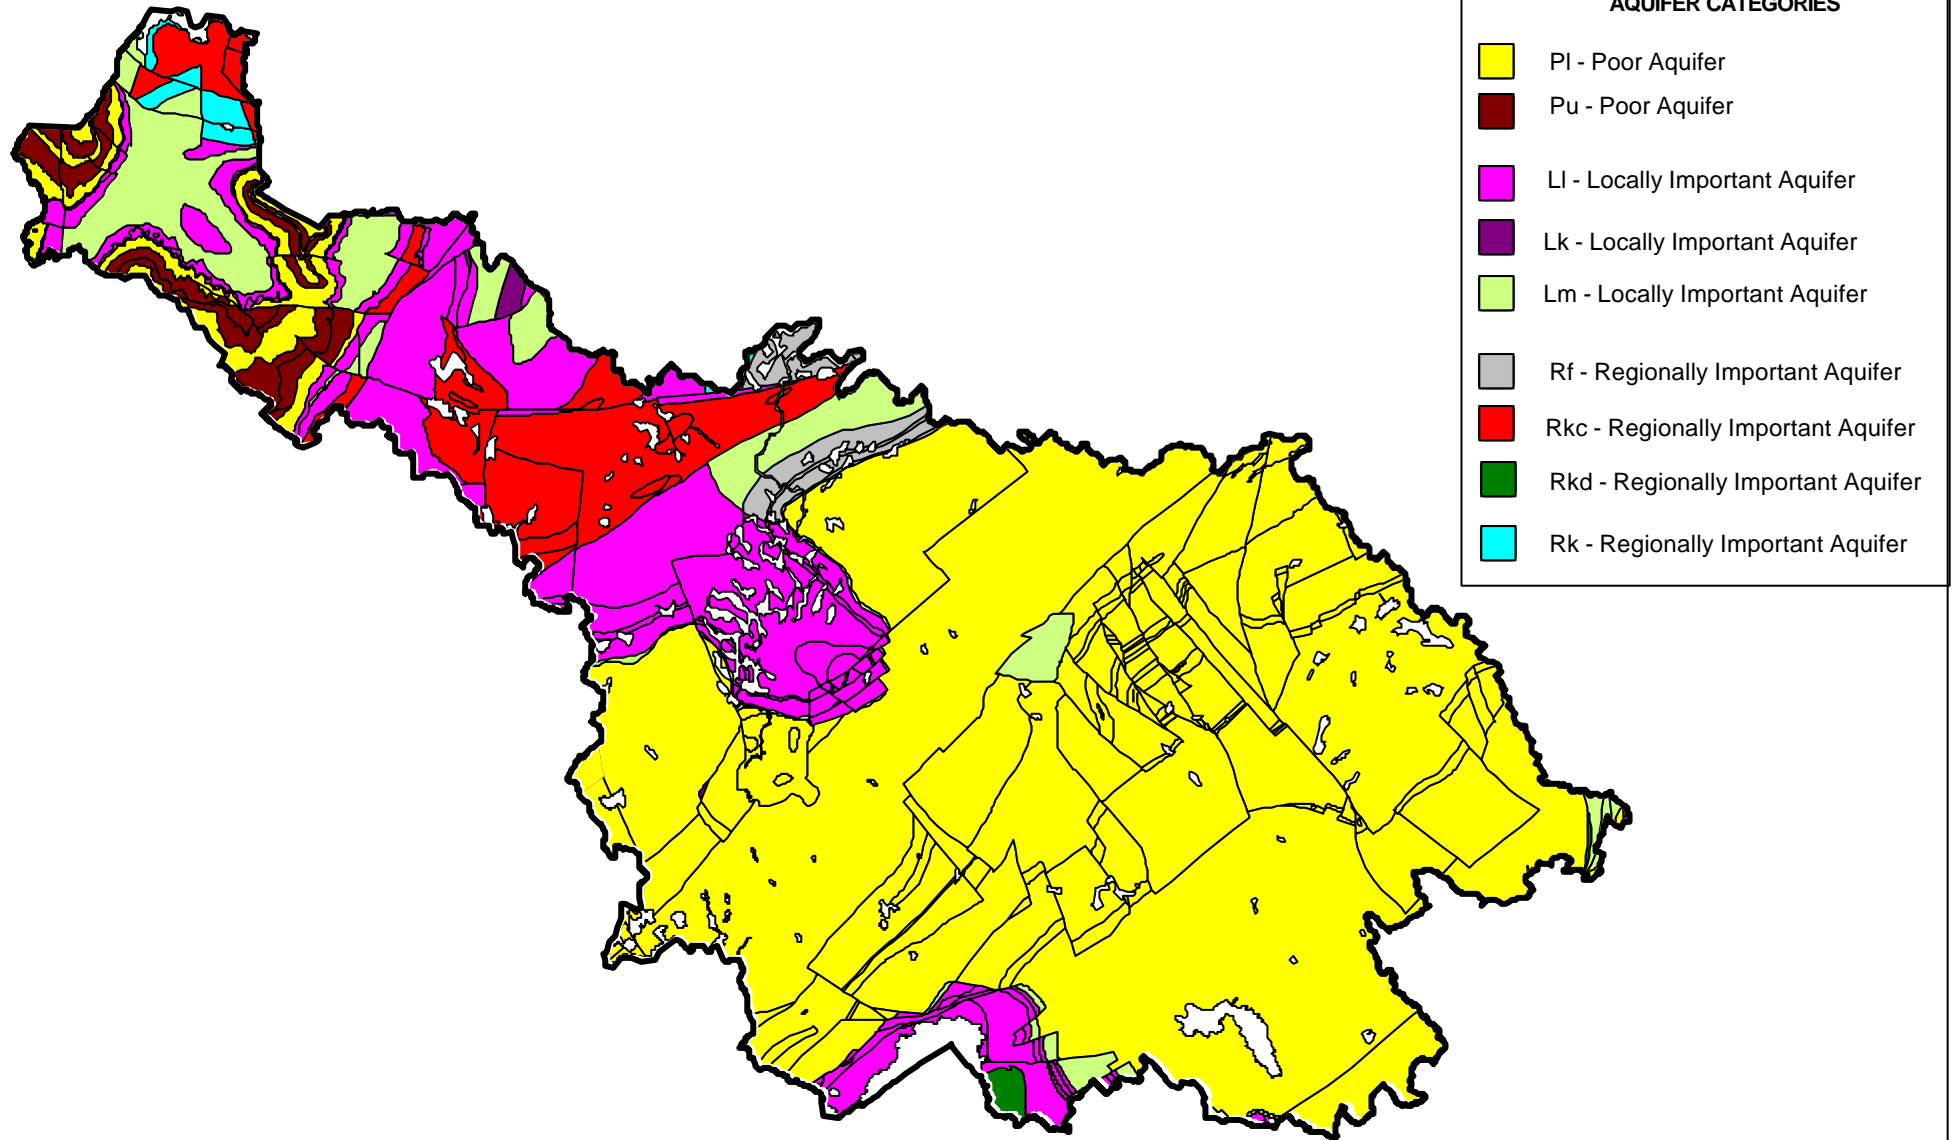 AQUIFER CATEGORIES
Pl - Poor Aquifer
Pu - Poor Aquifer
Ll - Locally Important Aquifer
Lk - Locally Important Aquifer
Lm - Locally Important Aquifer
Rf - Regionally Important Aquifer
Rkc - Regionally Important Aquifer
Rkd - Regionally Important Aquifer
Rk - Regionally Important Aquifer